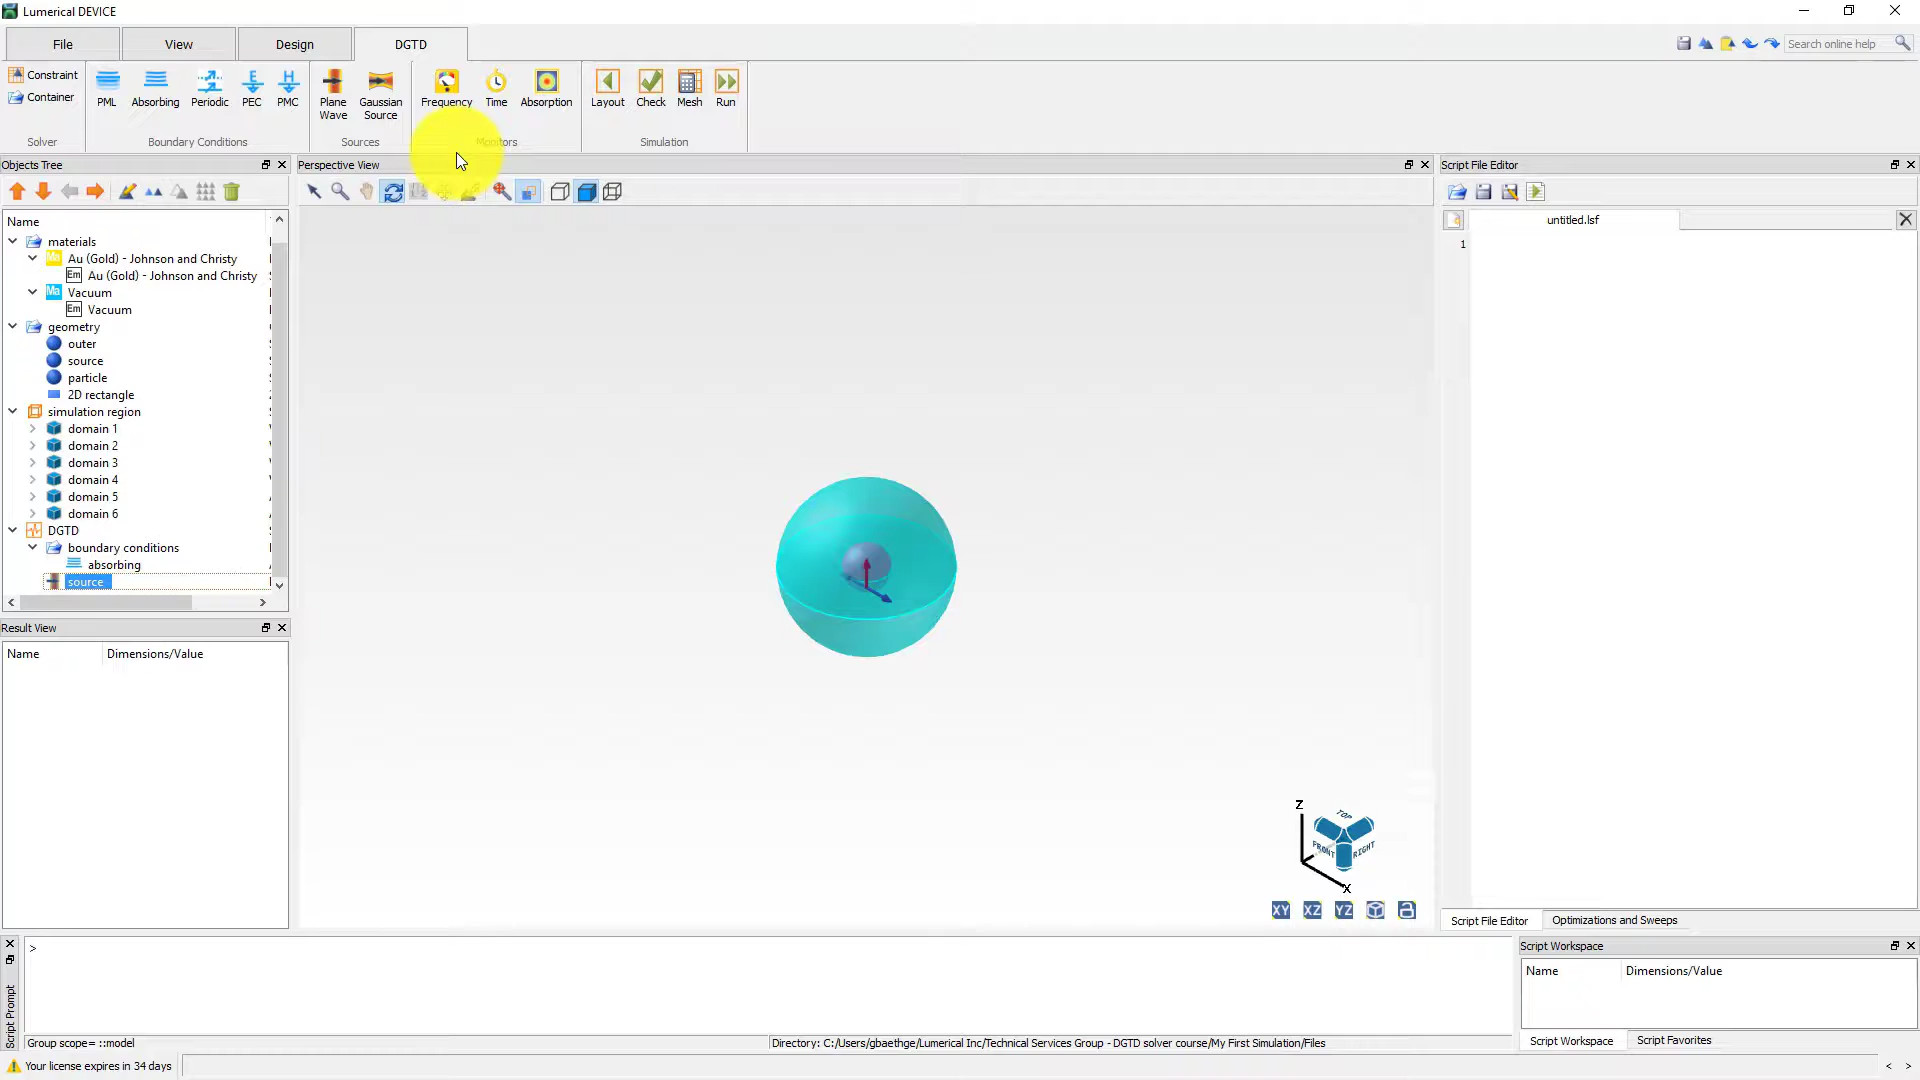 Lumerical DEVICE
File
View
Design
DGTD
Search online help
Constraint
Container
PML
Absorbing
Periodic
PEC
PMC
Plane
Wave
Gaussian
Source
Frequency
Time
Absorption
Layout
Check
Mesh
Run
Solver
Boundary Conditions
Sources
Monitors
Simulation
Objects Tree
Name
materials
Au (Gold) - Johnson and Christy
Au (Gold) - Johnson and Christy
Vacuum
Vacuum
geometry
outer
source
particle
2D rectangle
simulation region
domain 1
domain 2
domain 3
domain 4
domain 5
domain 6
DGTD
boundary conditions
absorbing
source
Result View
Name
Dimensions/Value
Perspective View
Z
TOP
FRONT
RIGHT
X
XY
XZ
YZ
Script File Editor
untitled.lsf
1
Script File Editor
Optimizations and Sweeps
Script Prompt
>
Group scope= ::model
Directory: C:/Users/gbaethge/Lumerical Inc/Technical Services Group - DGTD solver course/My First Simulation/Files
Script Workspace
Name
Dimensions/Value
Script Workspace
Script Favorites
Your license expires in 34 days